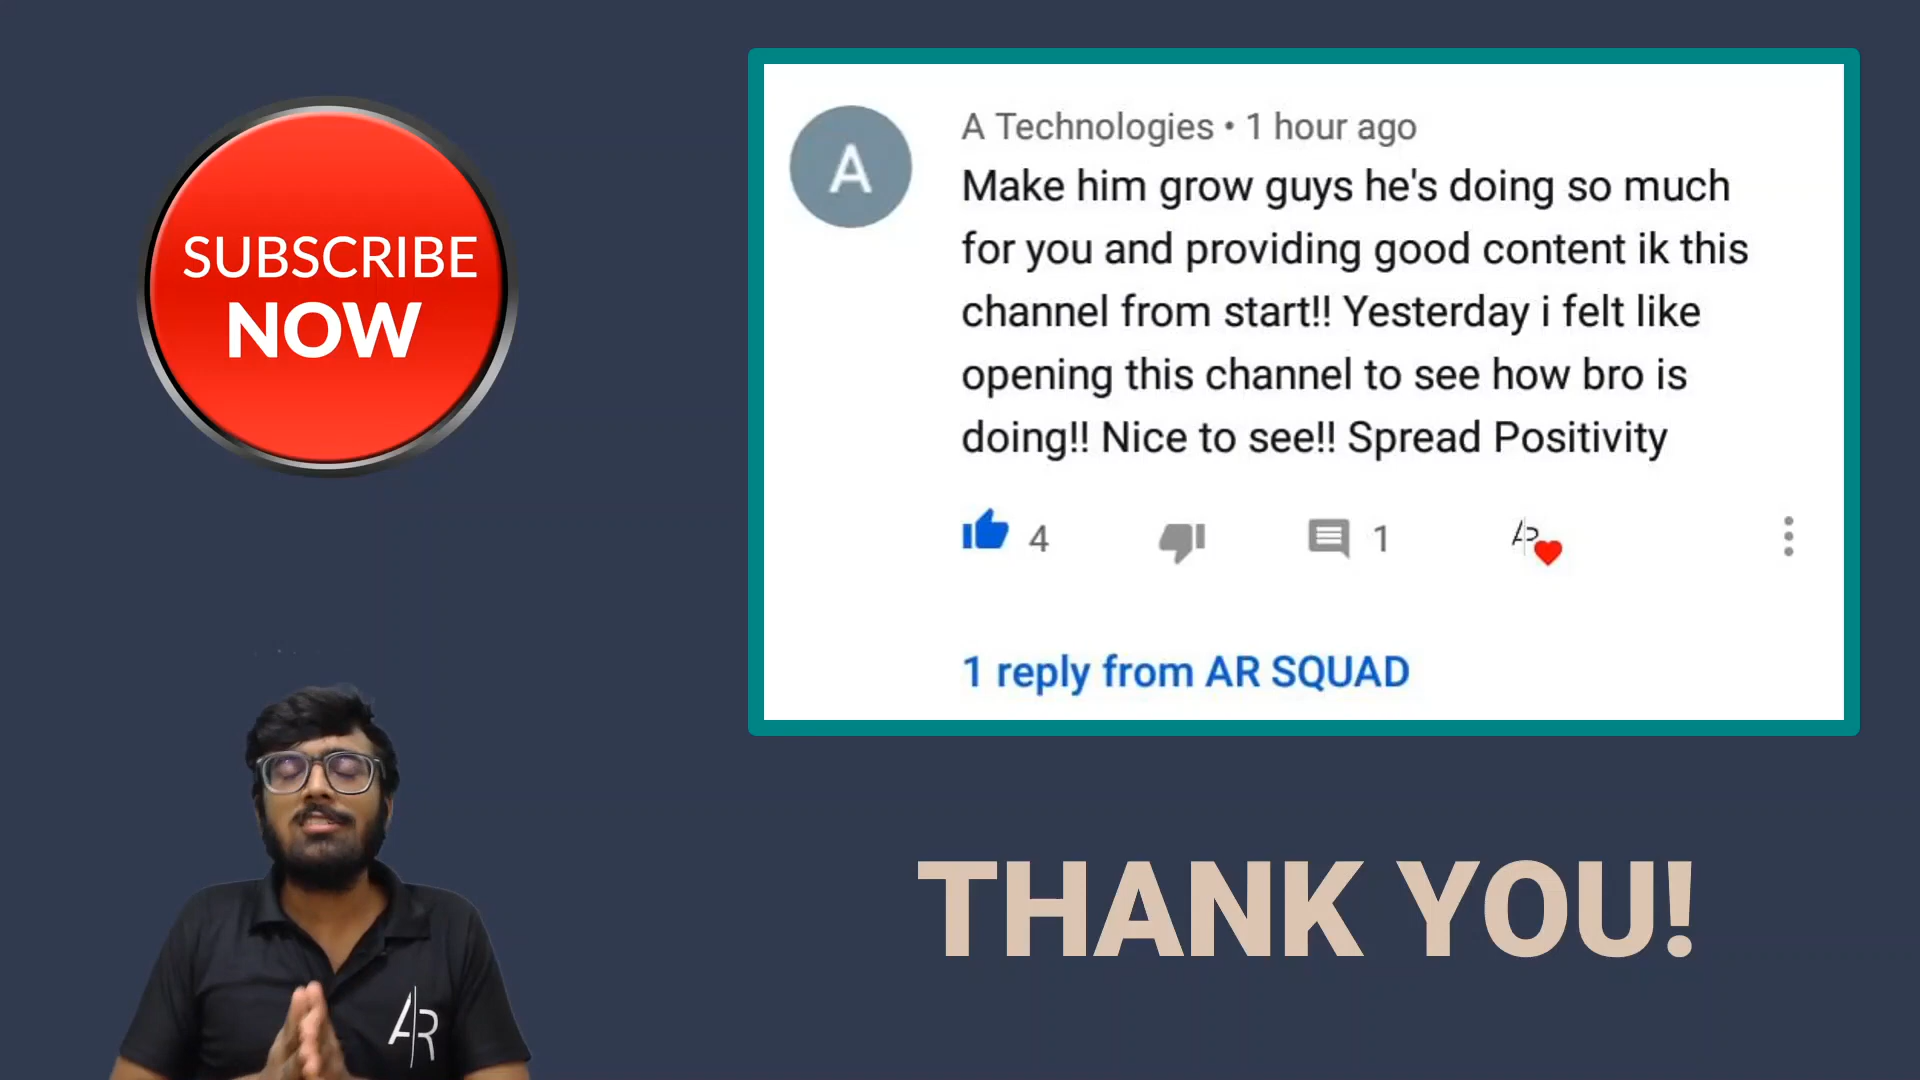 SUBSCRIBE
NOW
A
A Technologies • 1 hour ago
Make him grow guys he's doing so much
for you and providing good content ik this
channel from start!! Yesterday i felt like
opening this channel to see how bro is
doing!! Nice to see!! Spread Positivity
4
1
AR
1 reply from AR SQUAD
THANK YOU!
AR